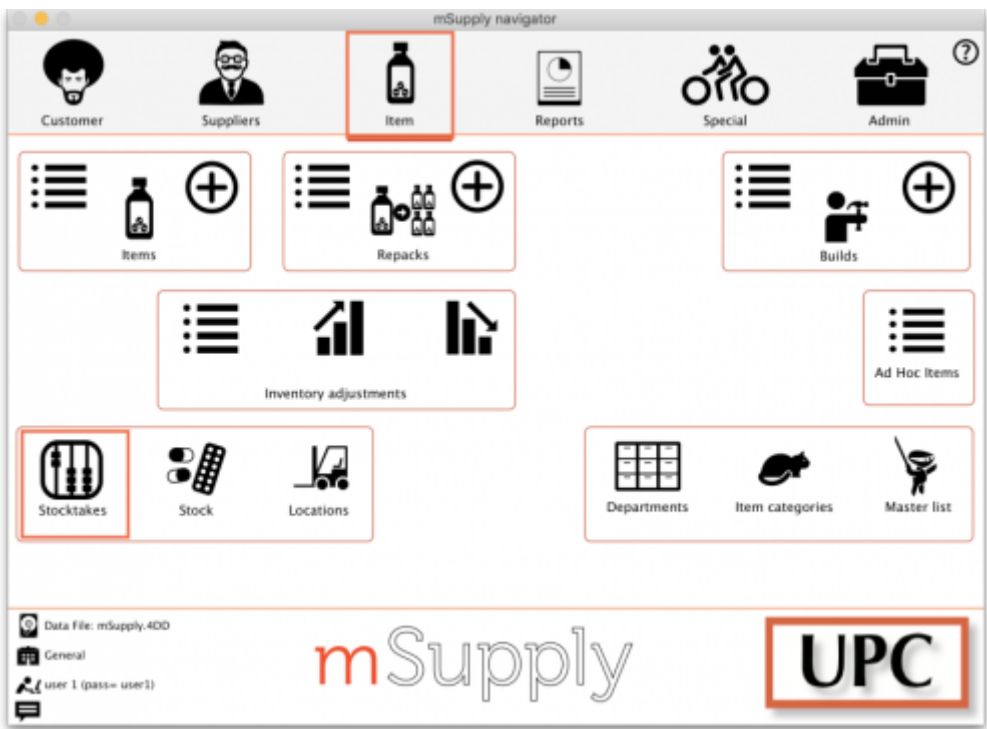 mSupply navigator
?
Customer
Suppliers
Item
Reports
Special
Admin
Items
Repacks
Builds
Inventory adjustments
Ad Hoc Items
Stocktakes
Stock
Locations
Departments
Item categories
Master list
Data File: mSupply.4DD
General
user 1 (pass= user1)
mSupply
UPC